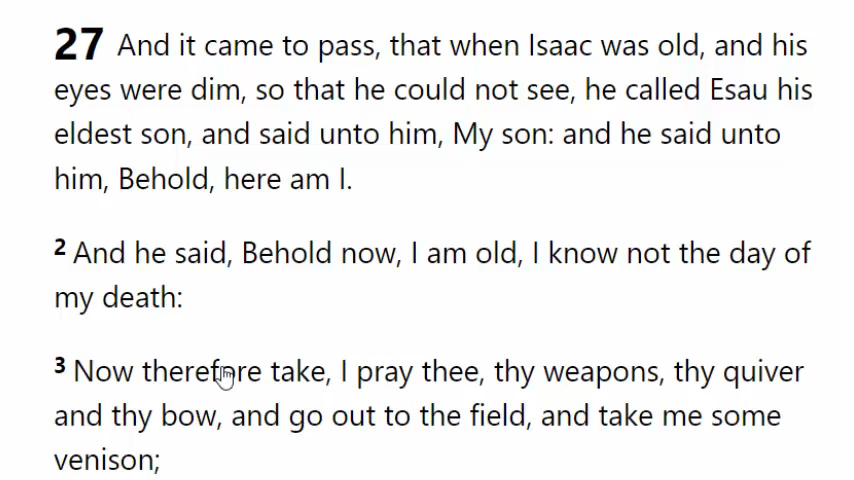 27 And it came to pass, that when Isaac was old, and his
eyes were dim, so that he could not see, he called Esau his
eldest son, and said unto him, My son: and he said unto
him, Behold, here am I.
2 And he said, Behold now, I am old, I know not the day of
my death:
3 Now therefore take, I pray thee, thy weapons, thy quiver
and thy bow, and go out to the field, and take me some
venison;